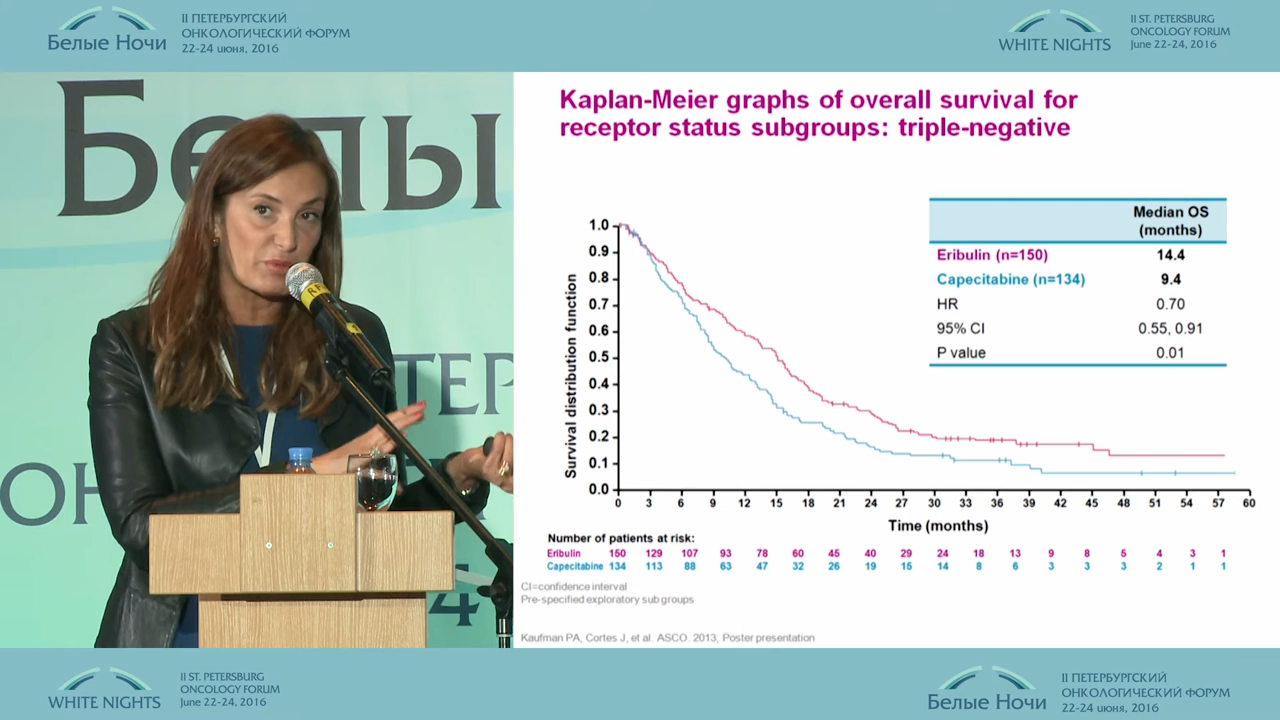 Белые Ночи
II ПЕТЕРБУРГСКИЙ
ОНКОЛОГИЧЕСКИЙ ФОРУМ
22-24 июня, 2016
WHITE NIGHTS
II ST. PETERSBURG
ONCOLOGY FORUM
June 22-24, 2016
Белы
ТЕР
ОН
4
Kaplan-Meier graphs of overall survival for
receptor status subgroups: triple-negative
Median OS
(months)
Eribulin (n=150) 14.4
Capecitabine (n=134) 9.4
HR 0.70
95% CI 0.55, 0.91
P value 0.01
Survival distribution function
1.0
0.9
0.8
0.7
0.6
0.5
0.4
0.3
0.2
0.1
0.0
0 3 6 9 12 15 18 21 24 27 30 33 36 39 42 45 48 51 54 57 60
Time (months)
Number of patients at risk:
Eribulin 150 129 107 93 78 60 45 40 29 24 18 13 9 8 5 4 3 1
Capecitabine 134 113 88 63 47 32 26 19 15 14 8 6 3 3 3 2 1 1
CI=confidence interval
Pre-specified exploratory sub groups
Kaufman PA, Cortes J, et al. ASCO. 2013; Poster presentation
WHITE NIGHTS
II ST. PETERSBURG
ONCOLOGY FORUM
June 22-24, 2016
Белые Ночи
II ПЕТЕРБУРГСКИЙ
ОНКОЛОГИЧЕСКИЙ ФОРУМ
22-24 июня, 2016